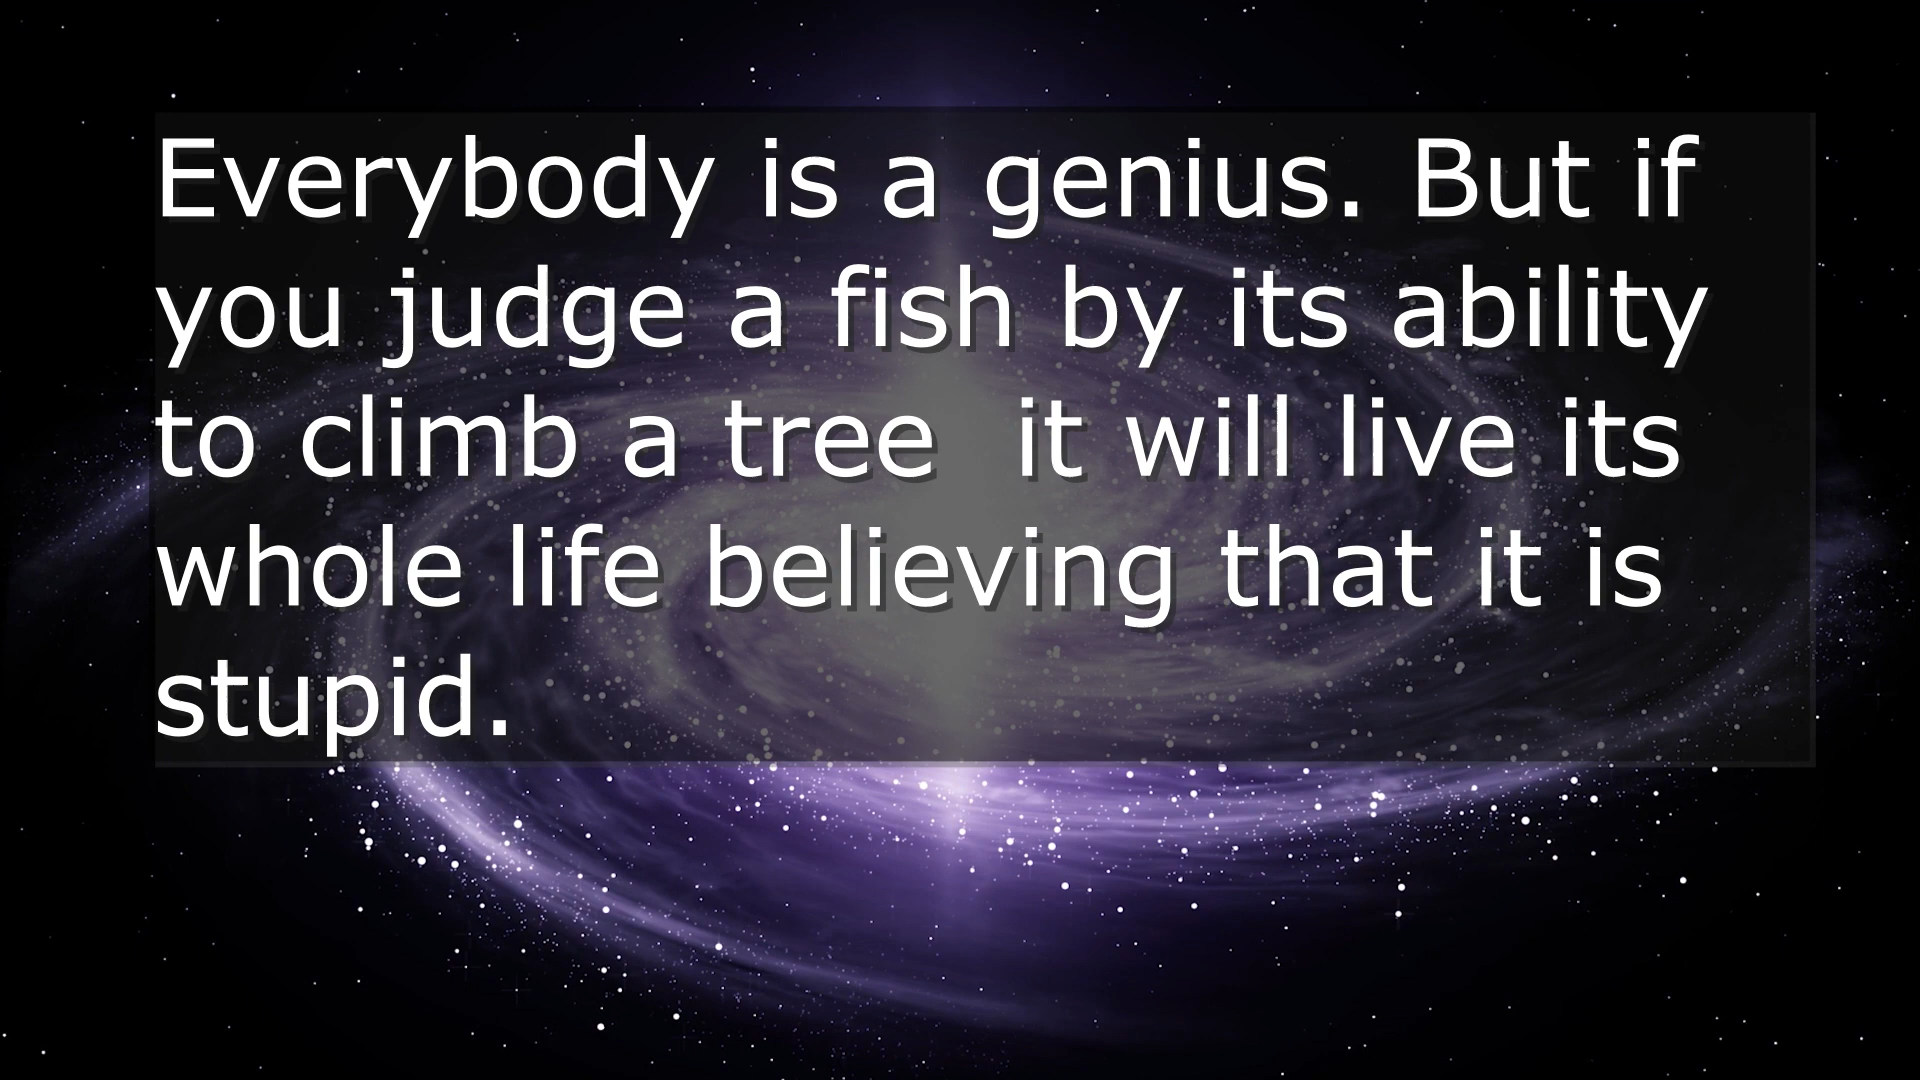 Everybody is a genius. But if
you judge a fish by its ability
to climb a tree  it will live its
whole life believing that it is
stupid.